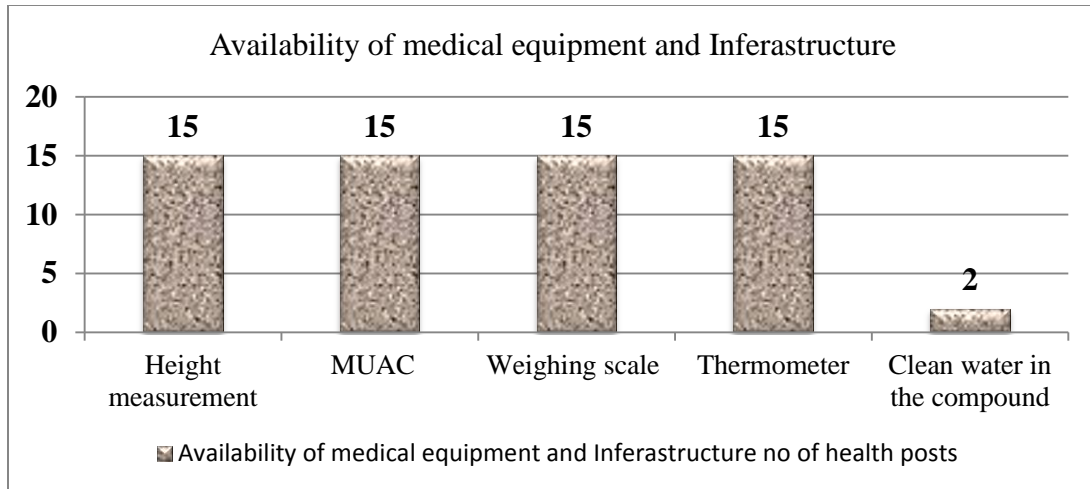 Availability of medical equipment and Inferastructure
20
15
10
5
0
15
15
15
15
2
Height
measurement
MUAC
Weighing scale
Thermometer
Clean water in
the compound
Availability of medical equipment and Inferastructure no of health posts